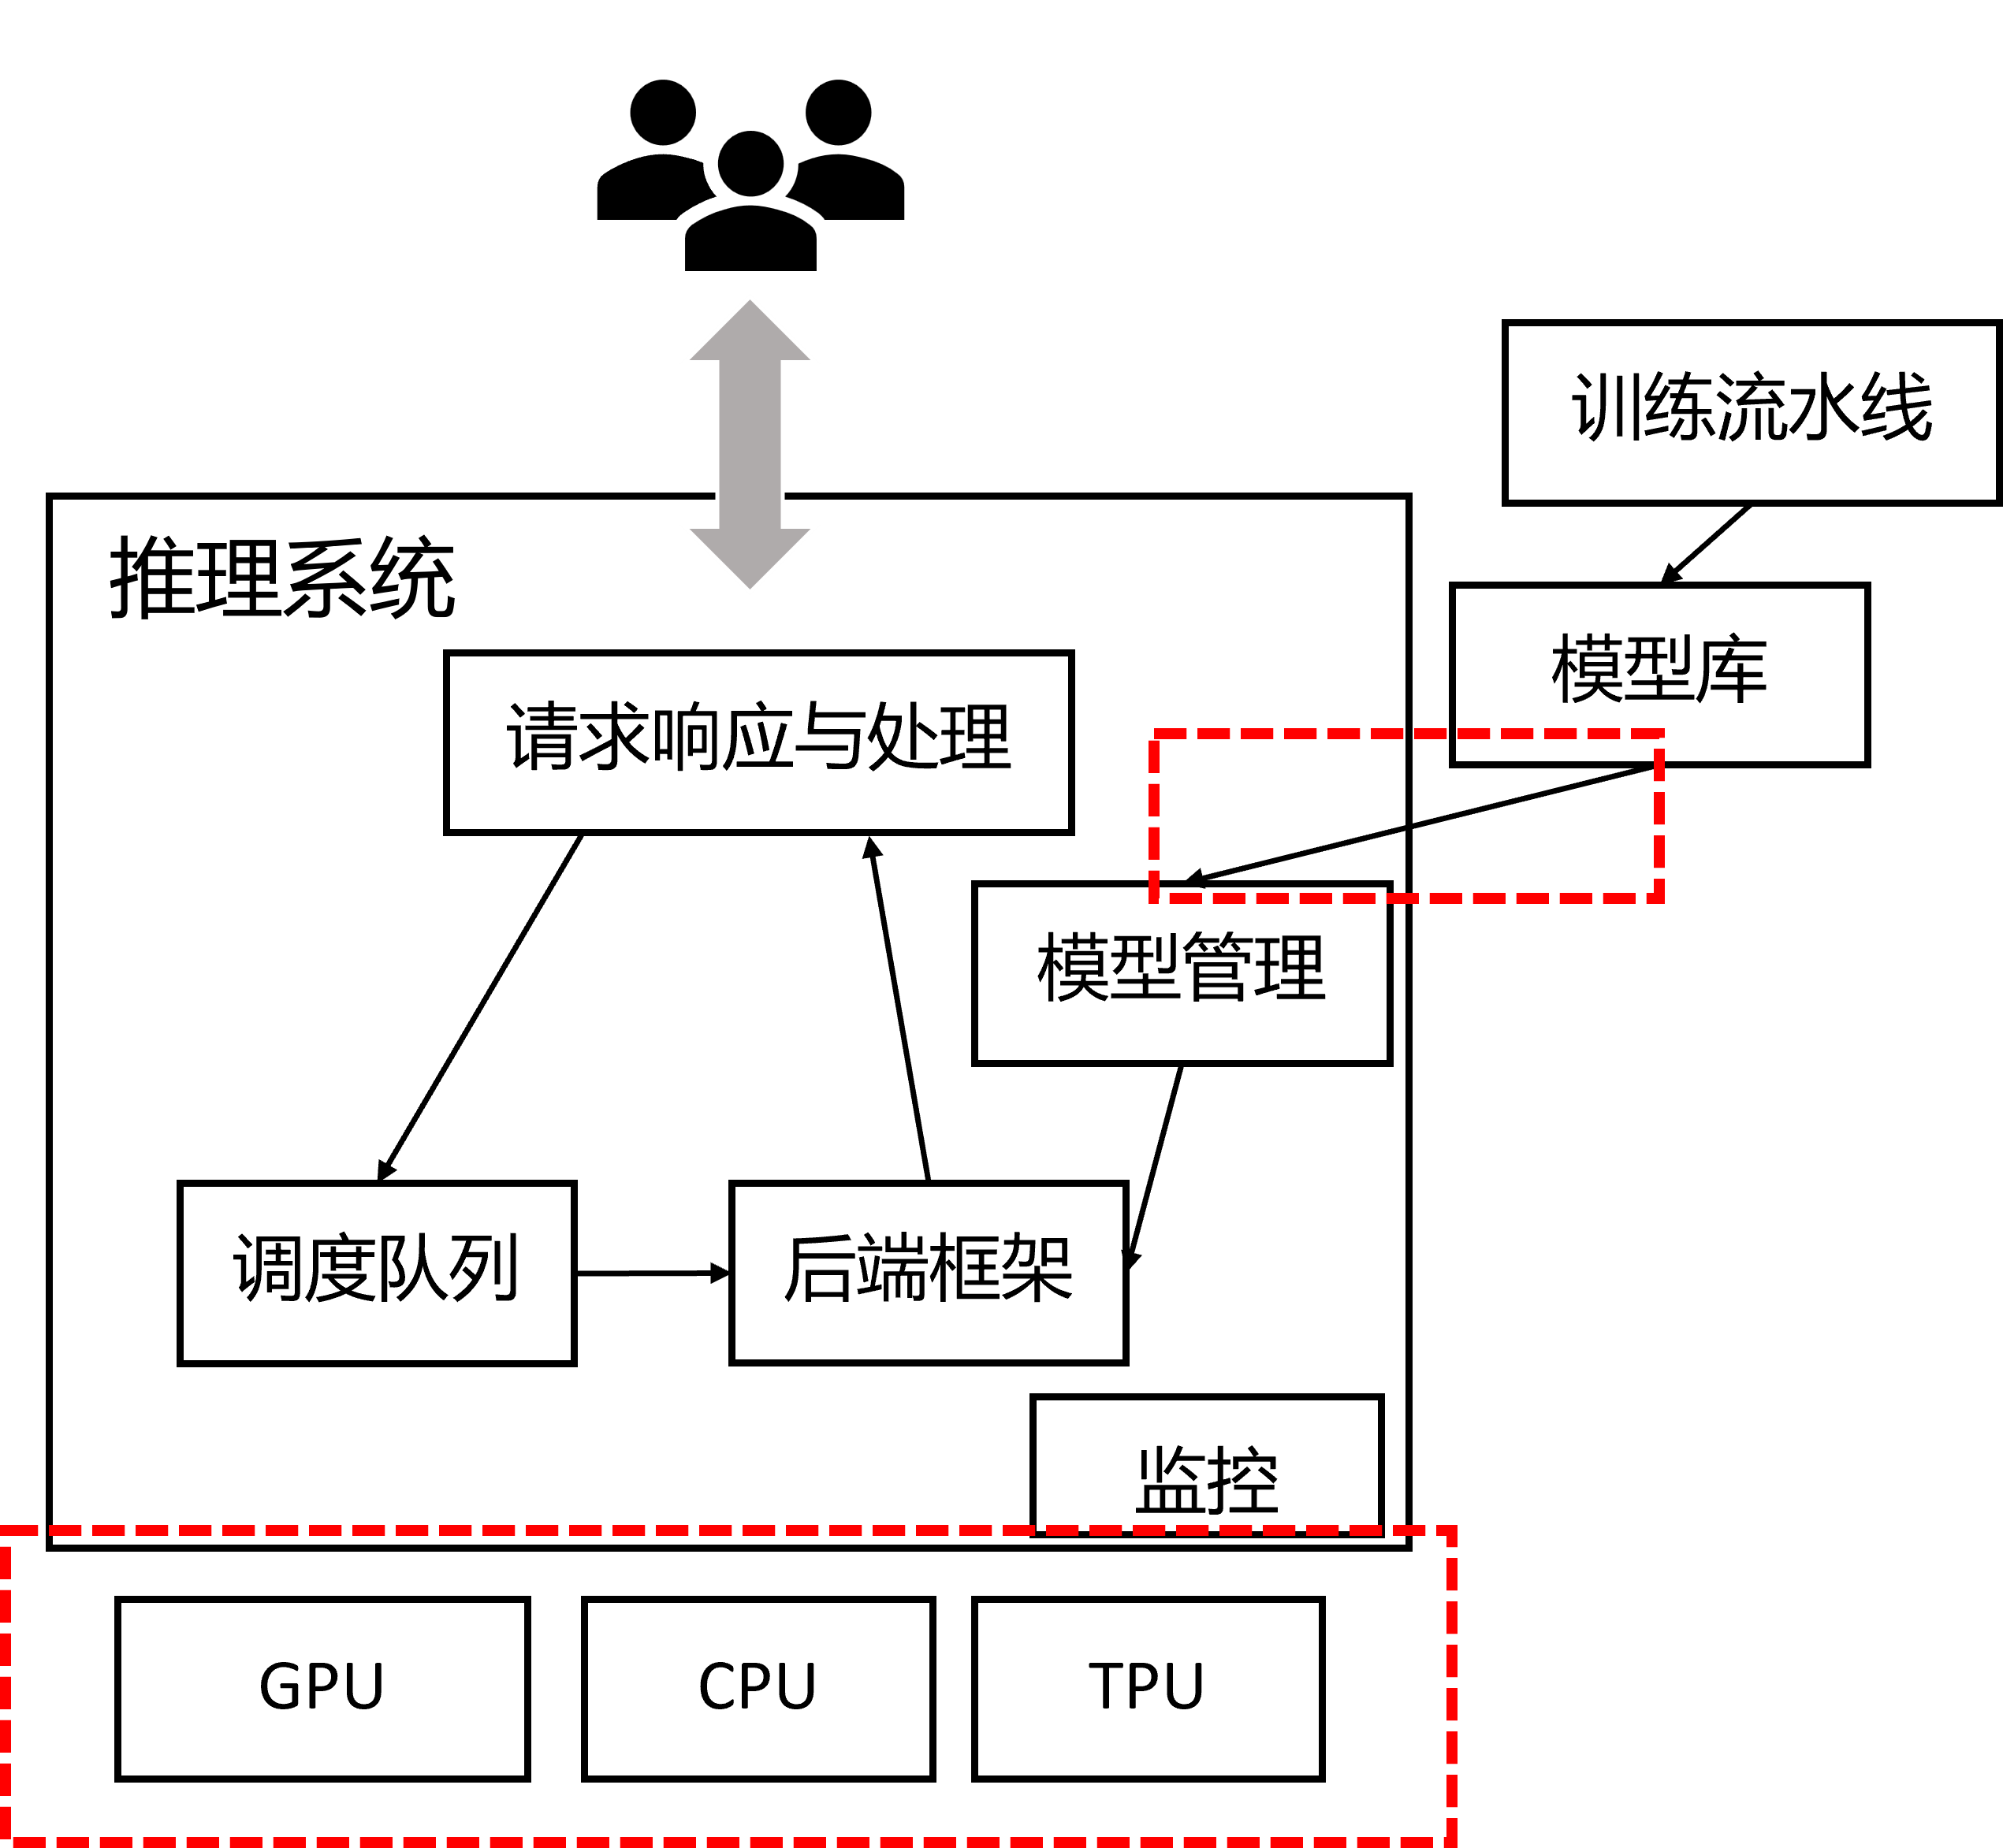 训练流水线
推理系统
模型库
请求响应与处理
模型管理
调度队列
后端框架
监控
GPU
CPU
TPU